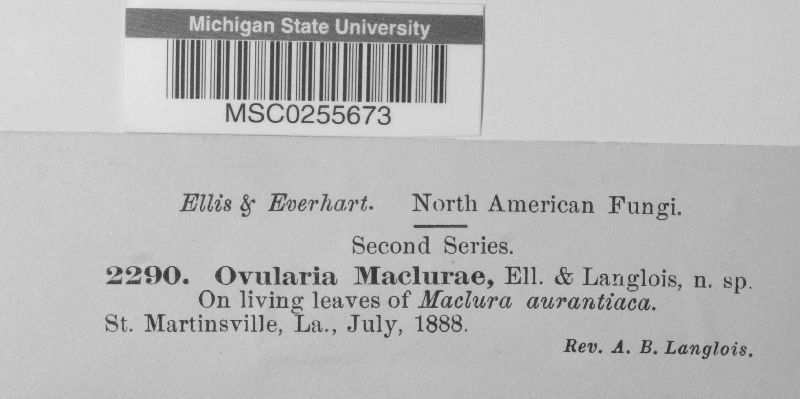 Michigan State University
MSC0255673
Ellis & Everhart. North American Fungi.
Second Series.
2290. Ovularia Maclurae, Ell. & Langlois, n. sp.
On living leaves of Maclura aurantiaca.
St. Martinsville, La., July, 1888.
Rev. A. B. Langlois.